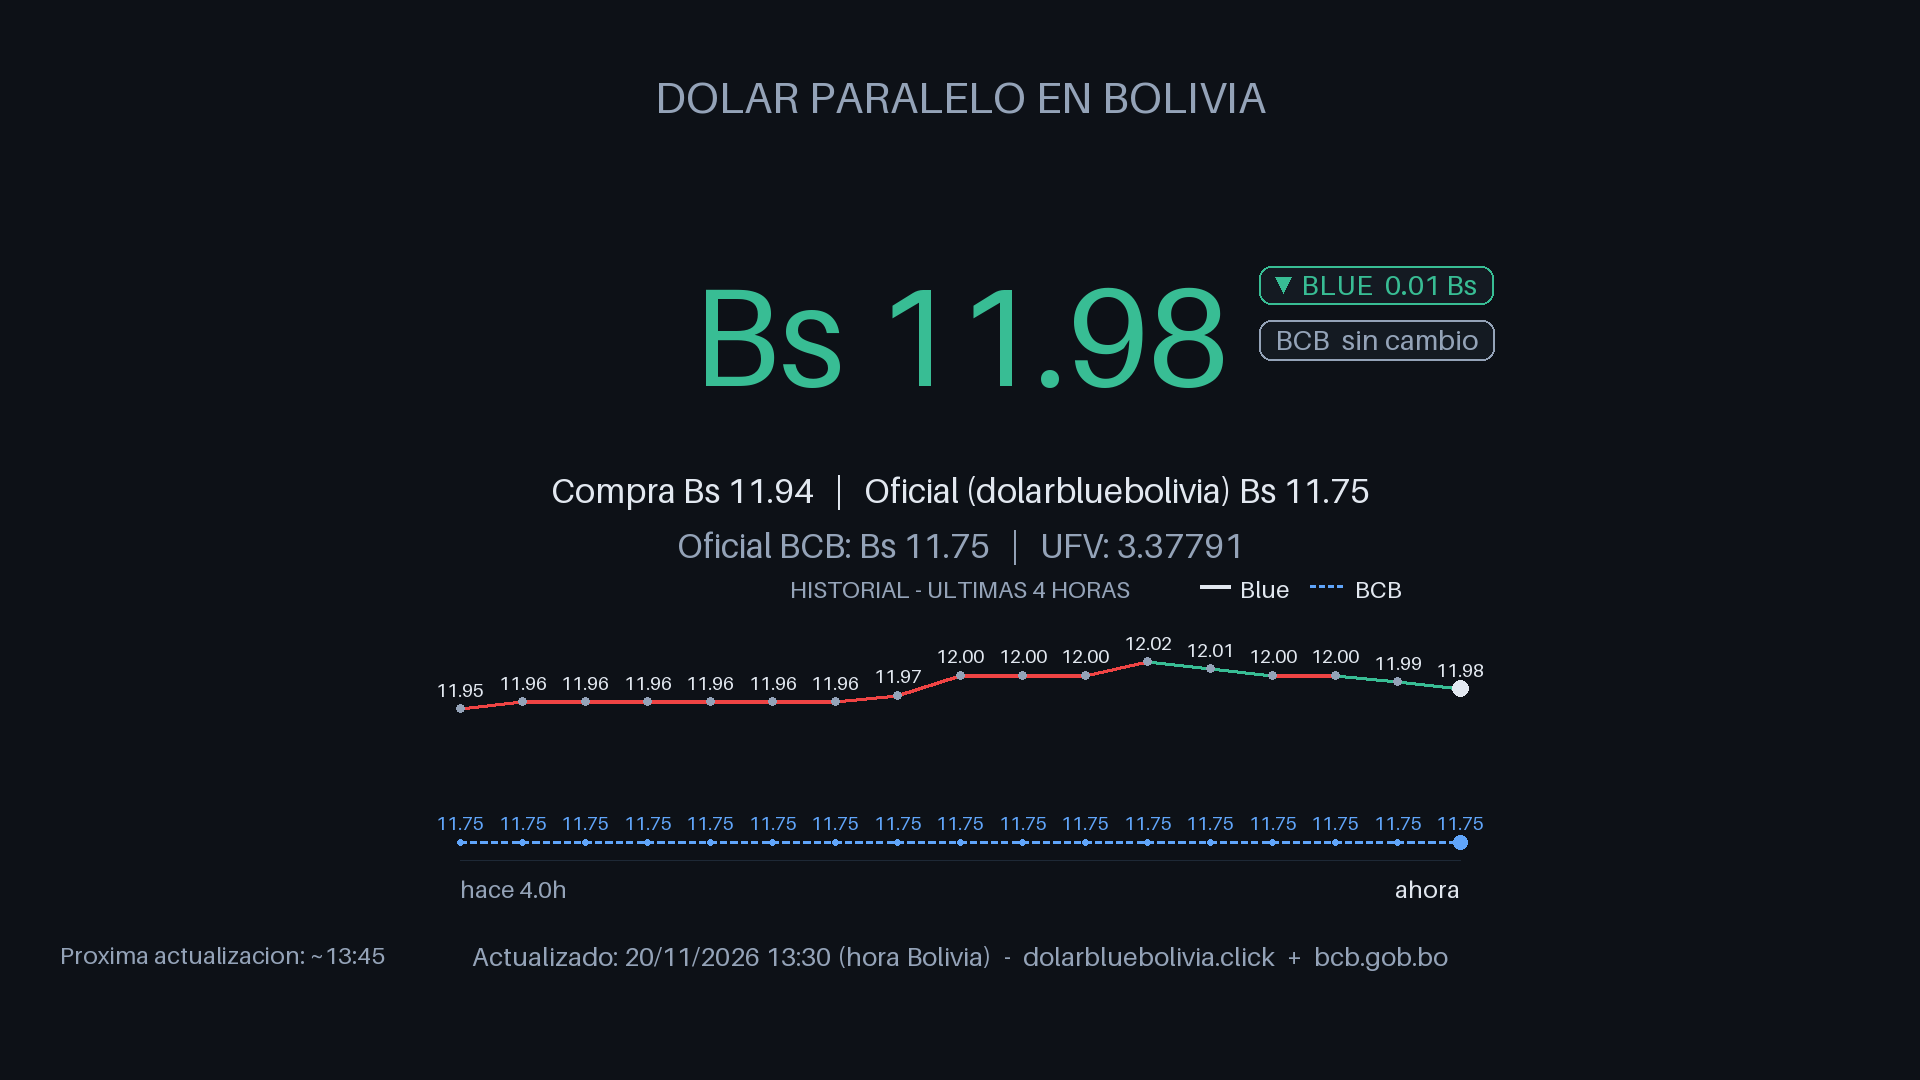 DOLAR PARALELO EN BOLIVIA
Bs 11.98
▼ BLUE 0.01 Bs
BCB sin cambio
Compra Bs 11.94 | Oficial (dolarbluebolivia) Bs 11.75
Oficial BCB: Bs 11.75 | UFV: 3.37791
HISTORIAL - ULTIMAS 4 HORAS Blue BCB
11.95 11.96 11.96 11.96 11.96 11.96 11.96 11.97 12.00 12.00 12.00 12.02 12.01 12.00 12.00 11.99 11.98
11.75 11.75 11.75 11.75 11.75 11.75 11.75 11.75 11.75 11.75 11.75 11.75 11.75 11.75 11.75 11.75 11.75
hace 4.0h ahora
Proxima actualizacion: ~13:45
Actualizado: 20/11/2026 13:30 (hora Bolivia) - dolarbluebolivia.click + bcb.gob.bo